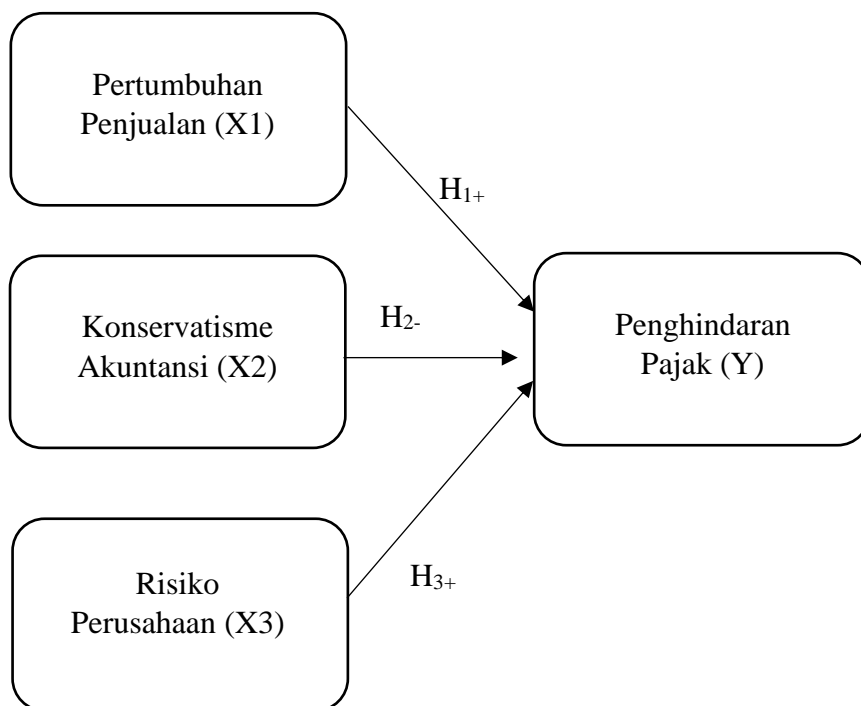 Pertumbuhan
Penjualan (X1)
H1+
Konservatisme
Akuntansi (X2)
H2-
Penghindaran
Pajak (Y)
Risiko
Perusahaan (X3)
H3+